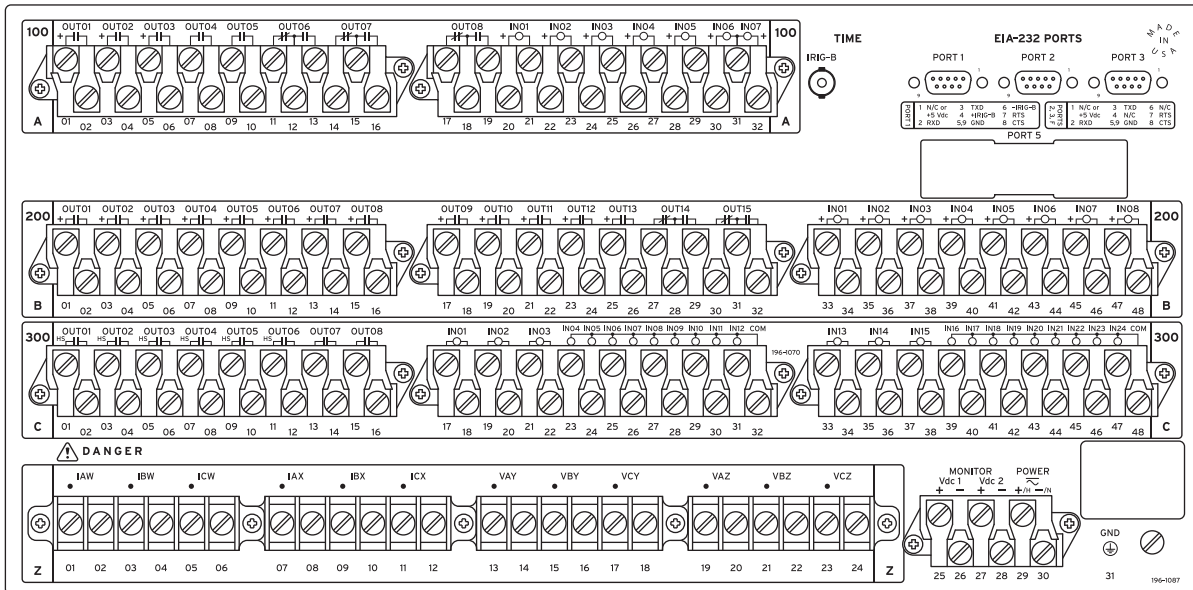 100 OUT01 OUT02 OUT03 OUT04 OUT05 OUT06 OUT07 OUT08 IN01 IN02 IN03 IN04 IN05 IN06 IN07 100
+ + + + + + + + + + + + + +
A 01 02 03 04 05 06 07 08 09 10 11 12 13 14 15 16 17 18 19 20 21 22 23 24 25 26 27 28 29 30 31 32 A
TIME
IRIG-B
EIA-232 PORTS
MADE IN USA
PORT 1 PORT 2 PORT 3
PORT 1
1 N/C or 3 TXD 6 -IRIG-B
+5 Vdc 4 +IRIG-B 7 RTS
2 RXD 5,9 GND 8 CTS
PORTS 2, 3, F
1 N/C or 3 TXD 6 N/C
+5 Vdc 4 N/C 7 RTS
2 RXD 5,9 GND 8 CTS
PORT 5
200 OUT01 OUT02 OUT03 OUT04 OUT05 OUT06 OUT07 OUT08 OUT09 OUT10 OUT11 OUT12 OUT13 OUT14 OUT15 IN01 IN02 IN03 IN04 IN05 IN06 IN07 IN08 200
+ + + + + + + + + + + + + + + + + + + + +
B 01 02 03 04 05 06 07 08 09 10 11 12 13 14 15 16 17 18 19 20 21 22 23 24 25 26 27 28 29 30 31 32 33 34 35 36 37 38 39 40 41 42 43 44 45 46 47 48 B
300 OUT01 OUT02 OUT03 OUT04 OUT05 OUT06 OUT07 OUT08 IN01 IN02 IN03 IN04 IN05 IN06 IN07 IN08 IN09 IN10 IN11 IN12 COM IN13 IN14 IN15 IN16 IN17 IN18 IN19 IN20 IN21 IN22 IN23 IN24 COM 300
HS HS HS HS HS HS
196-1070
C 01 02 03 04 05 06 07 08 09 10 11 12 13 14 15 16 17 18 19 20 21 22 23 24 25 26 27 28 29 30 31 32 33 34 35 36 37 38 39 40 41 42 43 44 45 46 47 48 C
DANGER
IAW IBW ICW IAX IBX ICX VAY VBY VCY VAZ VBZ VCZ
Z 01 02 03 04 05 06 07 08 09 10 11 12 13 14 15 16 17 18 19 20 21 22 23 24 Z
MONITOR POWER
Vdc 1 Vdc 2
+ − + − +/H −/N
25 26 27 28 29 30
GND
31
196-1087